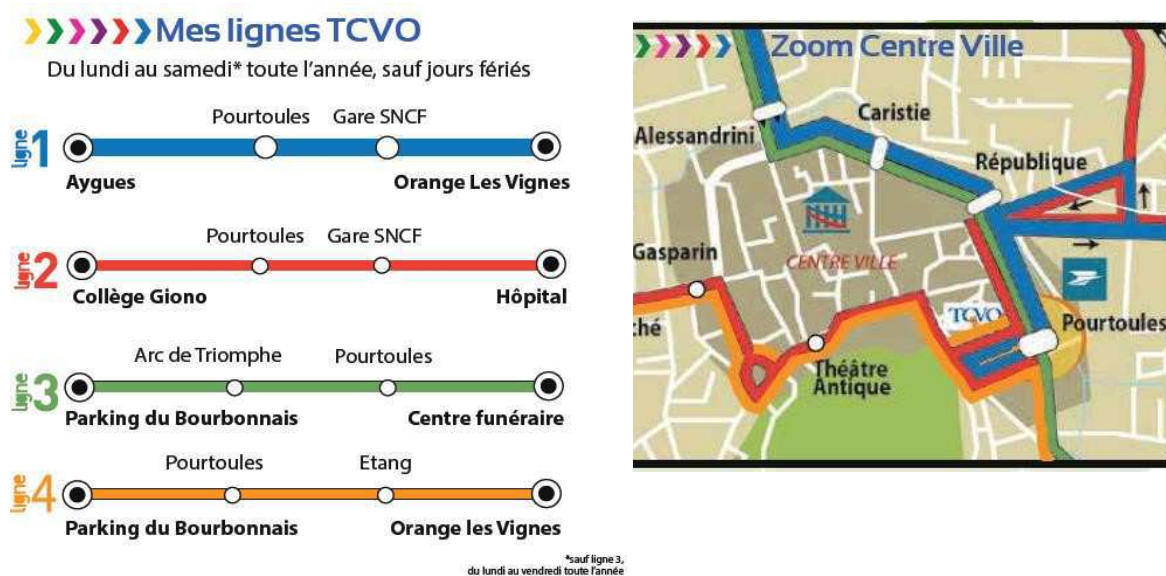 Mes lignes TCVO
Du lundi au samedi* toute l'année, sauf jours fériés
ligne 1
Pourtoules Gare SNCF
Aygues Orange Les Vignes
ligne 2
Pourtoules Gare SNCF
Collège Giono Hôpital
ligne 3
Arc de Triomphe Pourtoules
Parking du Bourbonnais Centre funéraire
ligne 4
Pourtoules Etang
Parking du Bourbonnais Orange les Vignes
*sauf ligne 3,
du lundi au vendredi toute l'année
Zoom Centre Ville
Alessandrini
Caristie
République
Gasparin
CENTRE VILLE
ché
TCVO
Pourtoules
Théâtre
Antique